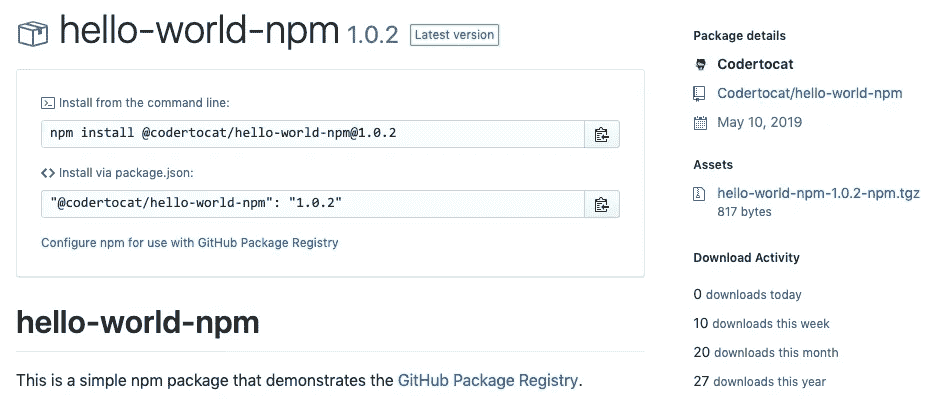 hello-world-npm 1.0.2 Latest version
Install from the command line:
npm install @codertocat/hello-world-npm@1.0.2
Install via package.json:
"@codertocat/hello-world-npm": "1.0.2"
Configure npm for use with GitHub Package Registry
hello-world-npm
This is a simple npm package that demonstrates the GitHub Package Registry.
Package details
Codertocat
Codertocat/hello-world-npm
May 10, 2019
Assets
hello-world-npm-1.0.2-npm.tgz
817 bytes
Download Activity
0 downloads today
10 downloads this week
20 downloads this month
27 downloads this year